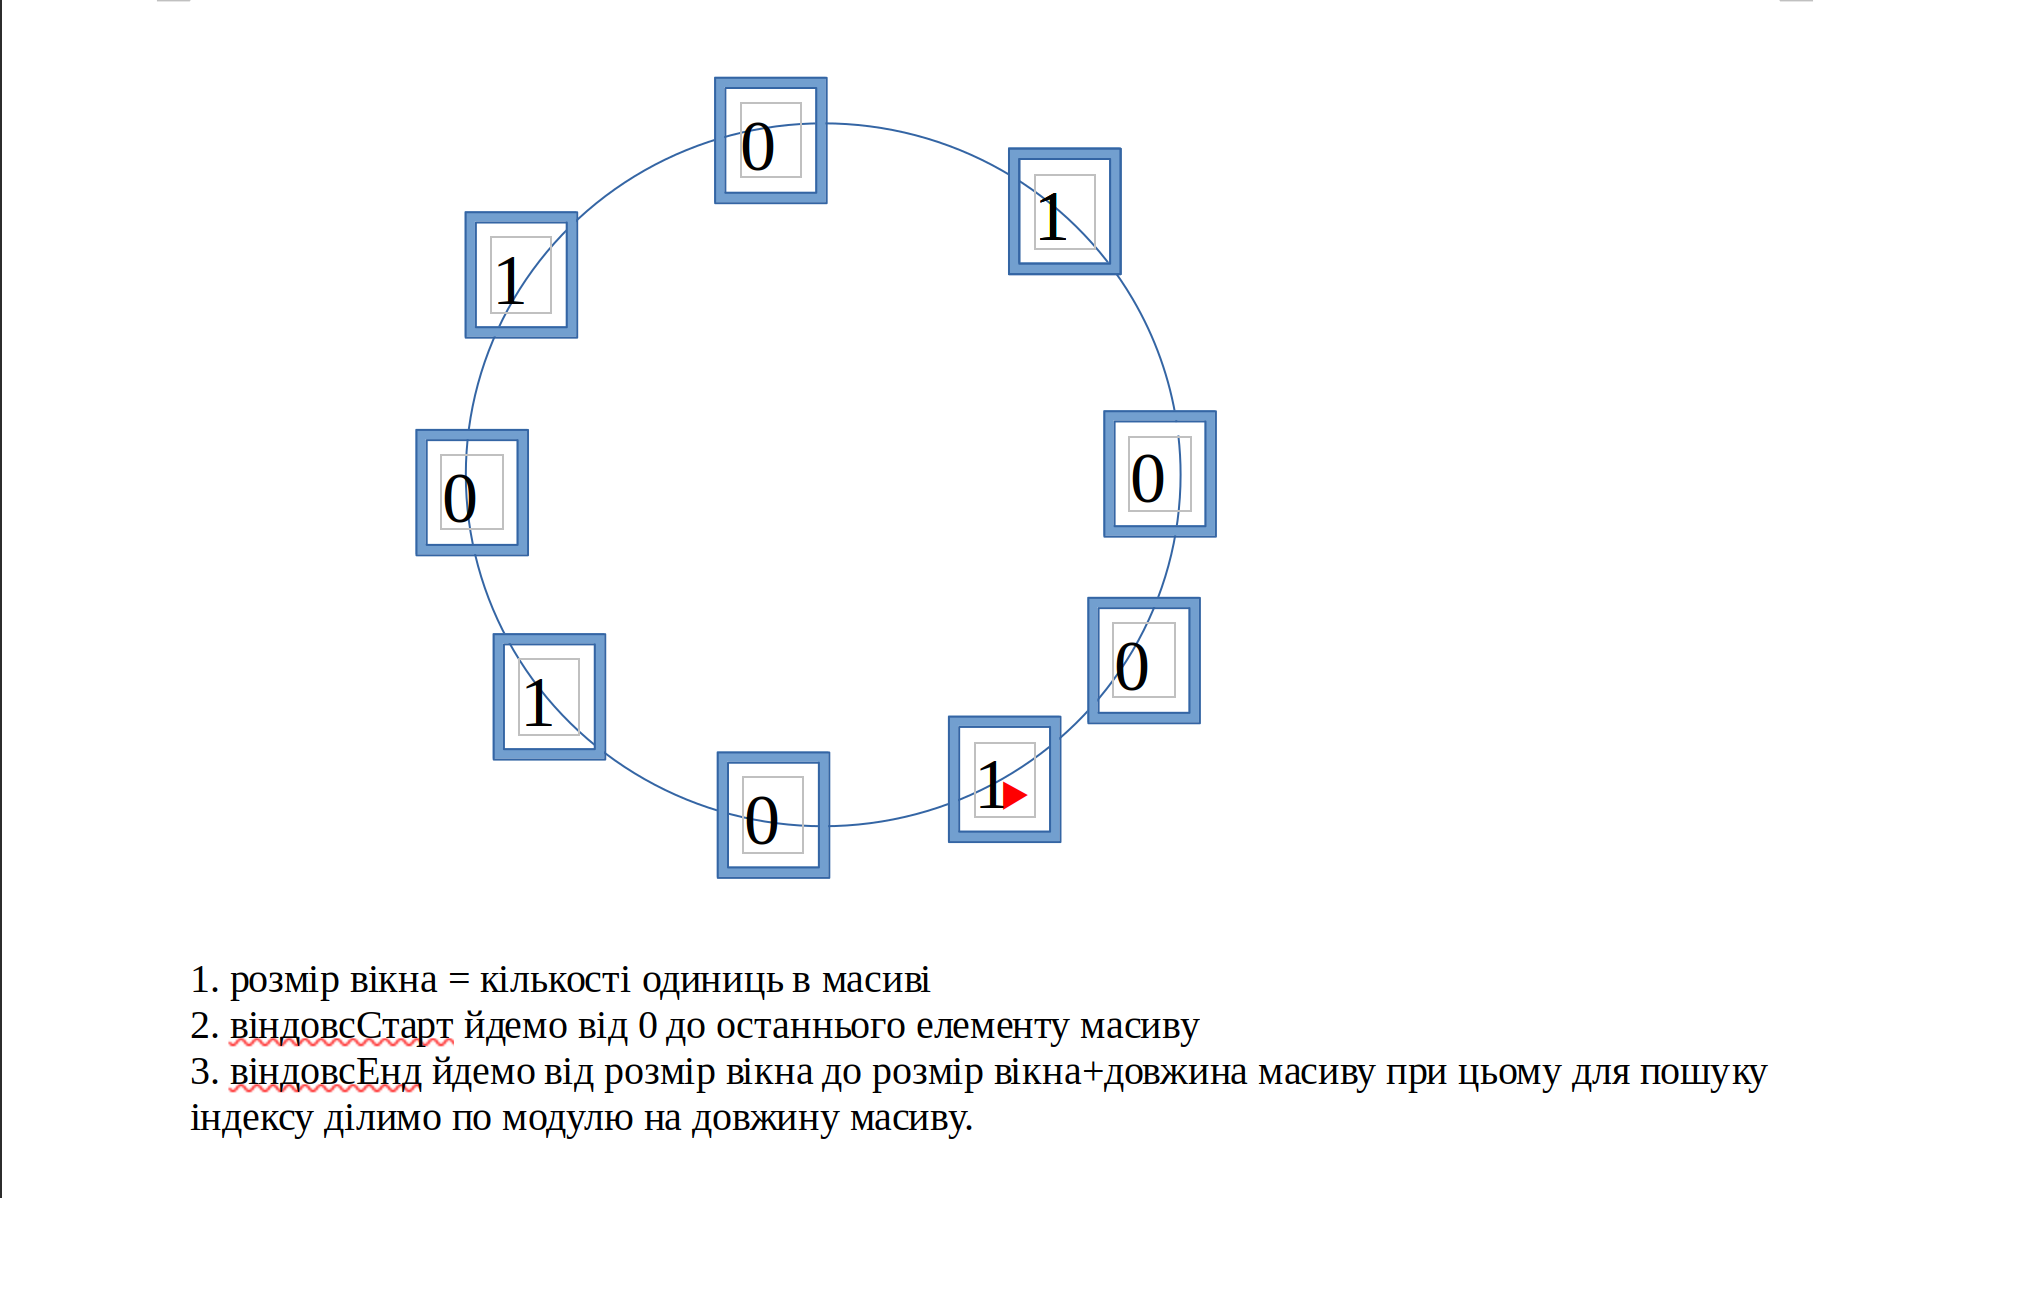 0
1
1
0
0
0
1
1
0
1. розмір вікна = кількості одиниць в масиві
2. віндовсСтарт йдемо від 0 до останнього елементу масиву
3. віндовсЕнд йдемо від розмір вікна до розмір вікна+довжина масиву при цьому для пошуку
індексу ділимо по модулю на довжину масиву.